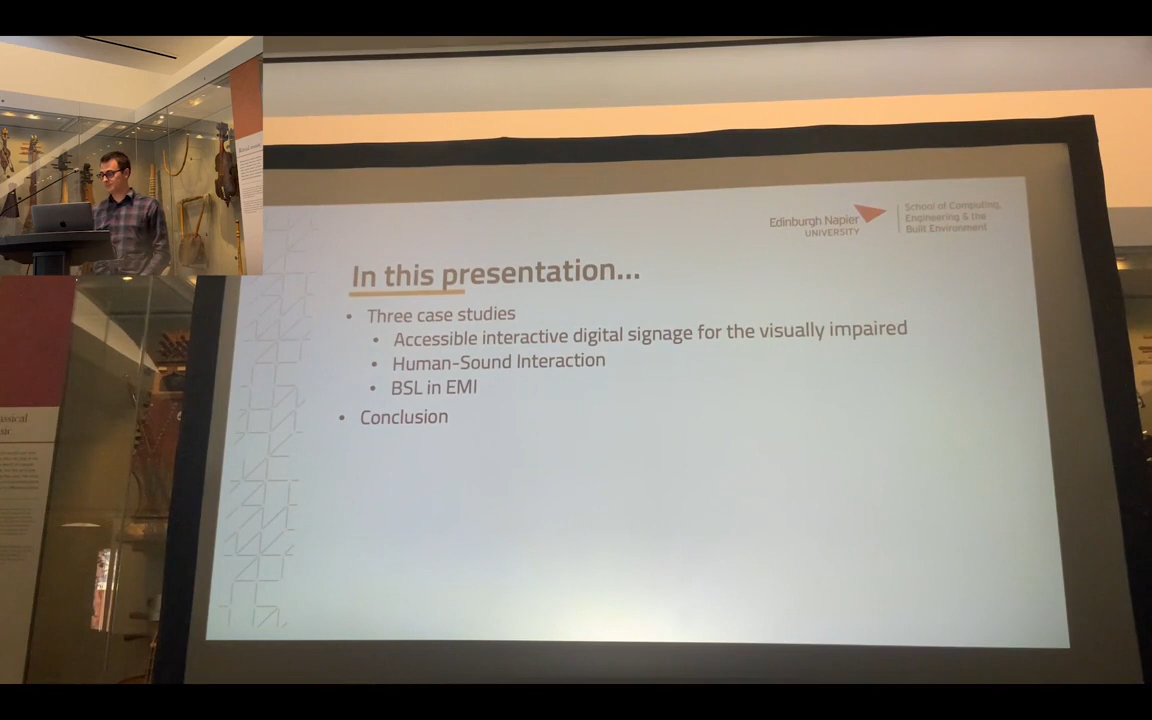 Edinburgh Napier
UNIVERSITY
School of Computing,
Engineering & the
Built Environment
In this presentation...
• Three case studies
• Accessible interactive digital signage for the visually impaired
• Human-Sound Interaction
• BSL in EMI
• Conclusion